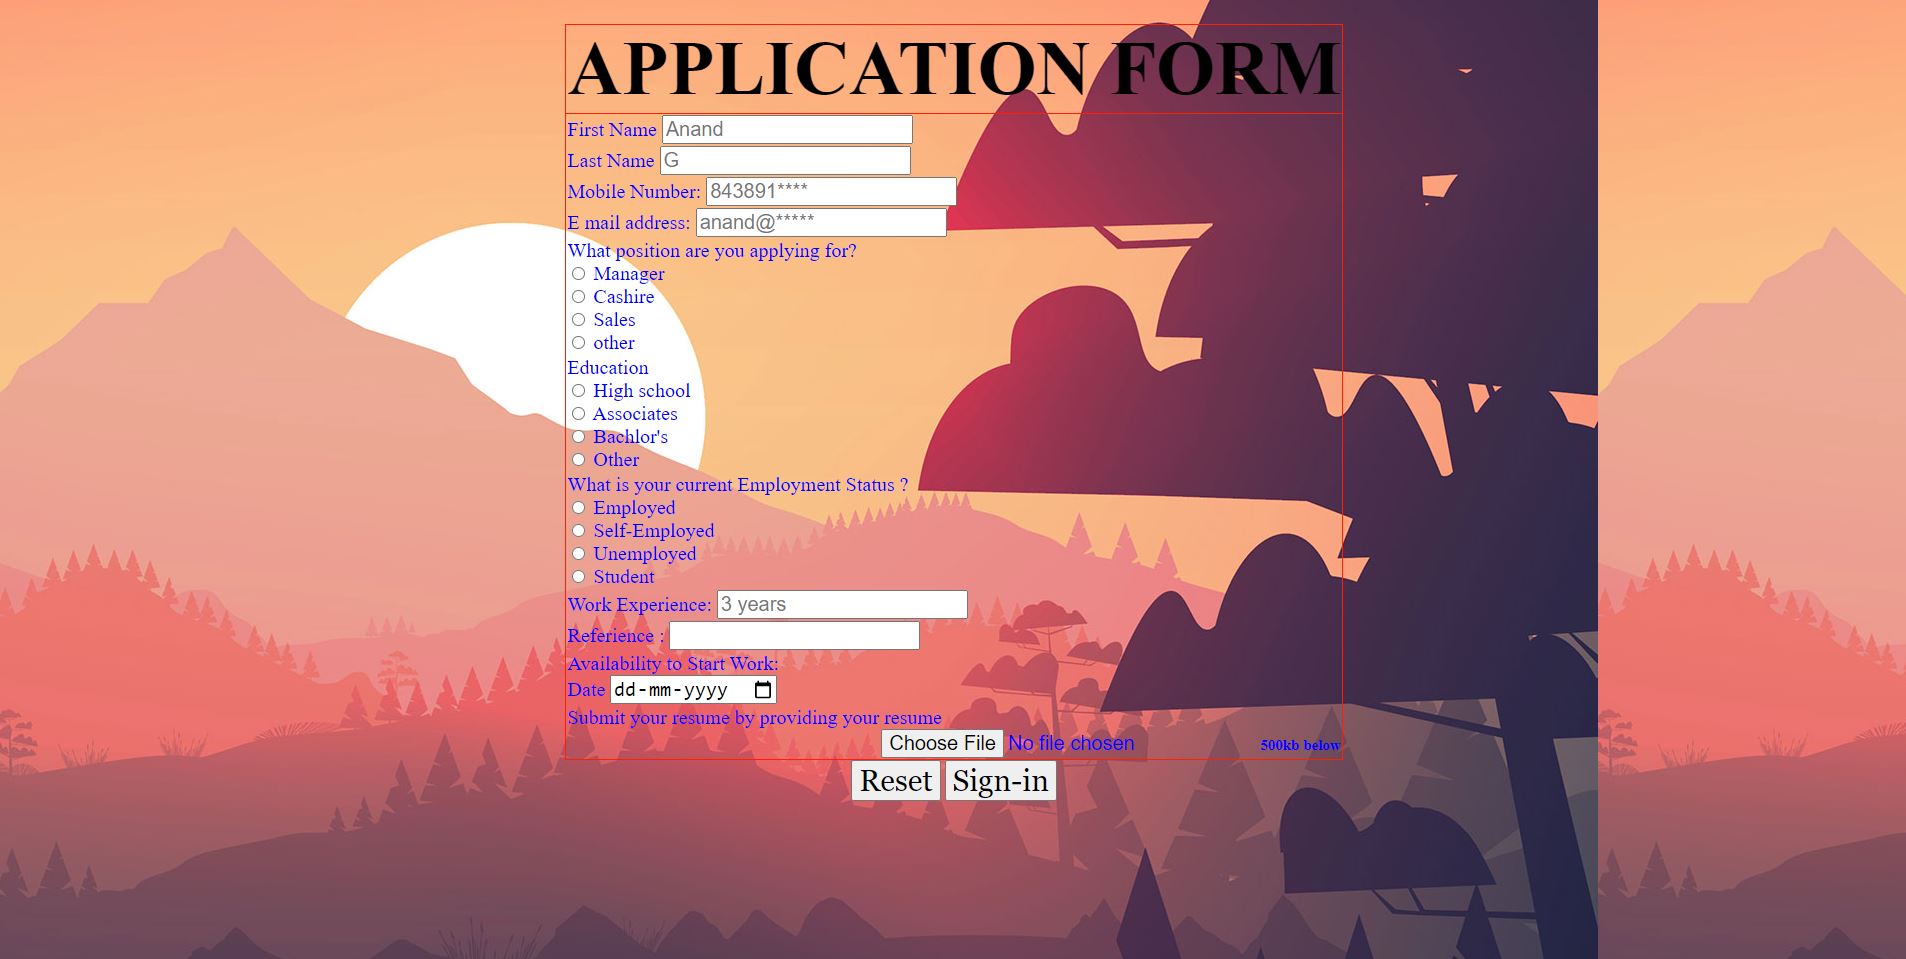 APPLICATION FORM
First Name Anand
Last Name G
Mobile Number: 843891****
E mail address: anand@*****
What position are you applying for?
Manager
Cashire
Sales
other
Education
High school
Associates
Bachlor's
Other
What is your current Employment Status ?
Employed
Self-Employed
Unemployed
Student
Work Experience: 3 years
Referience :
Availability to Start Work:
Date dd-mm-yyyy
Submit your resume by providing your resume
Choose File No file chosen 500kb below
Reset Sign-in